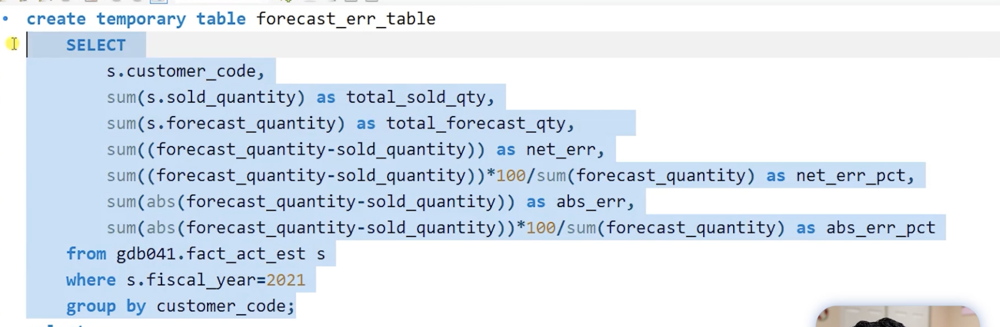 create temporary table forecast_err_table
SELECT
s.customer_code,
sum(s.sold_quantity) as total_sold_qty,
sum(s.forecast_quantity) as total_forecast_qty,
sum((forecast_quantity-sold_quantity)) as net_err,
sum((forecast_quantity-sold_quantity))*100/sum(forecast_quantity) as net_err_pct,
sum(abs(forecast_quantity-sold_quantity)) as abs_err,
sum(abs(forecast_quantity-sold_quantity))*100/sum(forecast_quantity) as abs_err_pct
from gdb041.fact_act_est s
where s.fiscal_year=2021
group by customer_code;